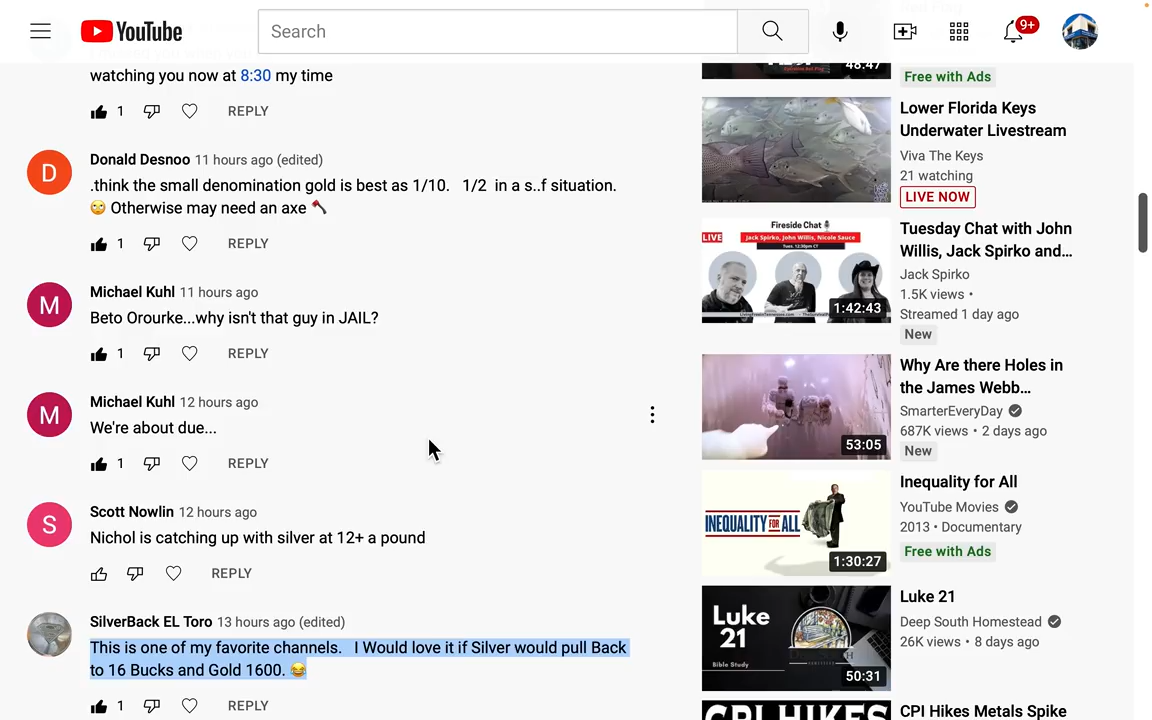 YouTube
Search
9+
watching you now at 8:30 my time
1
REPLY
Donald Desnoo 11 hours ago (edited)
.think the small denomination gold is best as 1/10.   1/2  in a s..f situation.
🙄 Otherwise may need an axe 🪓
1
REPLY
Michael Kuhl 11 hours ago
Beto Orourke...why isn't that guy in JAIL?
1
REPLY
Michael Kuhl 12 hours ago
We're about due...
1
REPLY
Scott Nowlin 12 hours ago
Nichol is catching up with silver at 12+ a pound
REPLY
SilverBack EL Toro 13 hours ago (edited)
This is one of my favorite channels.   I Would love it if Silver would pull Back
to 16 Bucks and Gold 1600. 😂
1
REPLY
48:47
Free with Ads
Lower Florida Keys
Underwater Livestream
Viva The Keys
21 watching
LIVE NOW
Fireside Chat
LIVE
Jack Spirko, John Willis, Nicole Sauce
Tues. 12:30pm CT
1:42:43
Tuesday Chat with John
Willis, Jack Spirko and...
Jack Spirko
1.5K views •
Streamed 1 day ago
New
53:05
Why Are there Holes in
the James Webb...
SmarterEveryDay
687K views • 2 days ago
New
INEQUALITY FOR ALL
1:30:27
Inequality for All
YouTube Movies
2013 • Documentary
Free with Ads
Luke
21
Bible Study
50:31
Luke 21
Deep South Homestead
26K views • 8 days ago
CPI HIKES
CPI Hikes Metals Spike